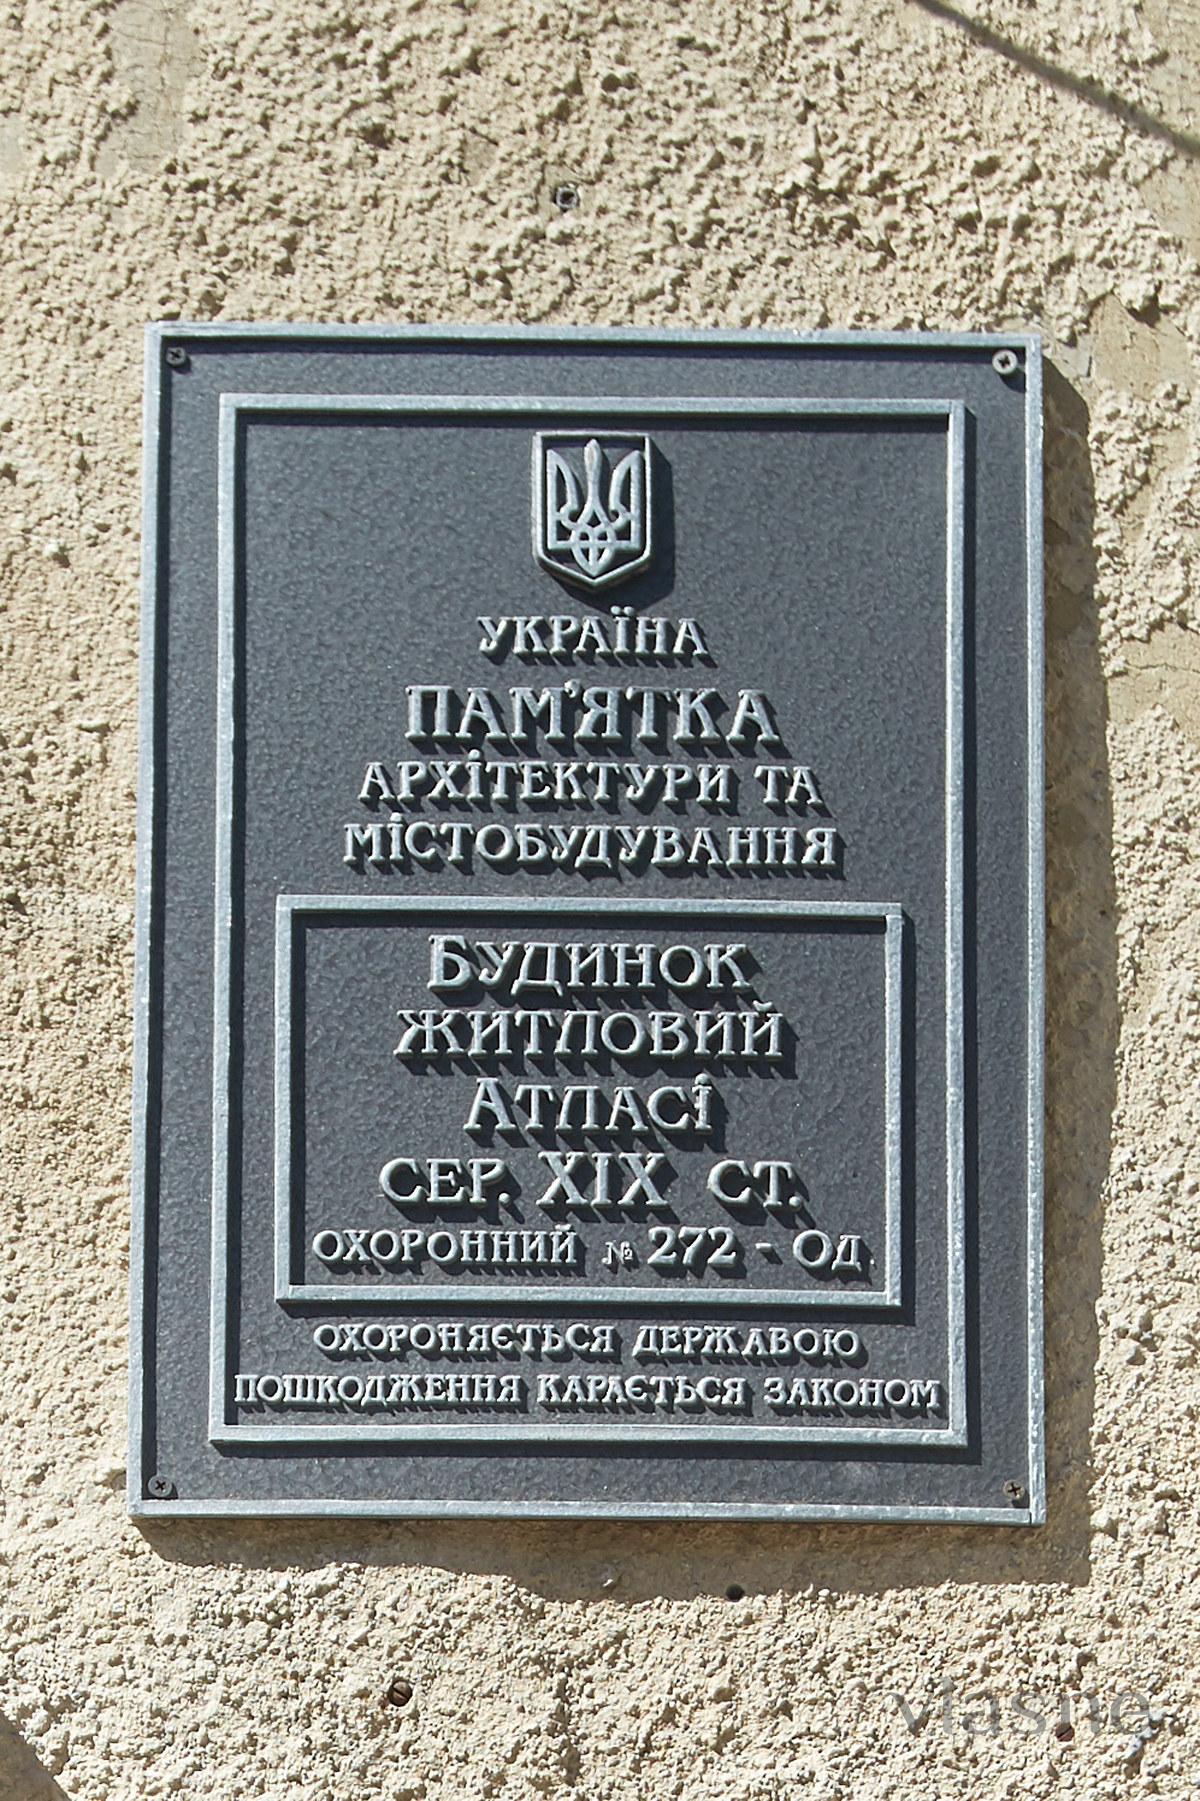 УКРАЇНА
ПАМ'ЯТКА
АРХІТЕКТУРИ ТА
МІСТОБУДУВАННЯ
БУДИНОК
ЖИТЛОВИЙ
АТЛАСІ
СЕР. XIX СТ.
ОХОРОННИЙ № 272 - ОД
ОХОРОНЯЄТЬСЯ ДЕРЖАВОЮ
ПОШКОДЖЕННЯ КАРАЄТЬСЯ ЗАКОНОМ
vlasne